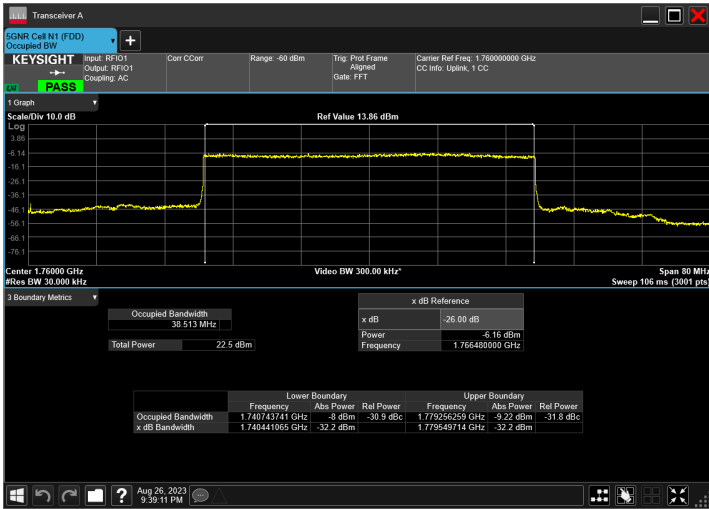 Transceiver A
5GNR Cell N1 (FDD)
Occupied BW
KEYSIGHT
PASS
Input: RFIO1
Output: RFIO1
Coupling: AC
Corr CCorr
Range: -60 dBm
Trig: Prot Frame
Aligned
Gate: FFT
Carrier Ref Freq: 1.760000000 GHz
CC Info: Uplink, 1 CC
1 Graph
Scale/Div 10.0 dB
Ref Value 13.86 dBm
Log
3.86
-6.14
-16.1
-26.1
-36.1
-46.1
-56.1
-66.1
-76.1
Center 1.76000 GHz
Video BW 300.00 kHz*
Span 80 MHz
#Res BW 30.000 kHz
Sweep 106 ms (3001 pts)
3 Boundary Metrics
Occupied Bandwidth
38.513 MHz
Total Power 22.5 dBm
x dB Reference
x dB -26.00 dB
Power -6.16 dBm
Frequency 1.766480000 GHz
Lower Boundary Upper Boundary
Frequency Abs Power Rel Power Frequency Abs Power Rel Power
Occupied Bandwidth 1.740743741 GHz -8 dBm -30.9 dBc 1.779256259 GHz -9.22 dBm -31.8 dBc
x dB Bandwidth 1.740441065 GHz -32.2 dBm 1.779549714 GHz -32.2 dBm
Aug 26, 2023
9:39:11 PM